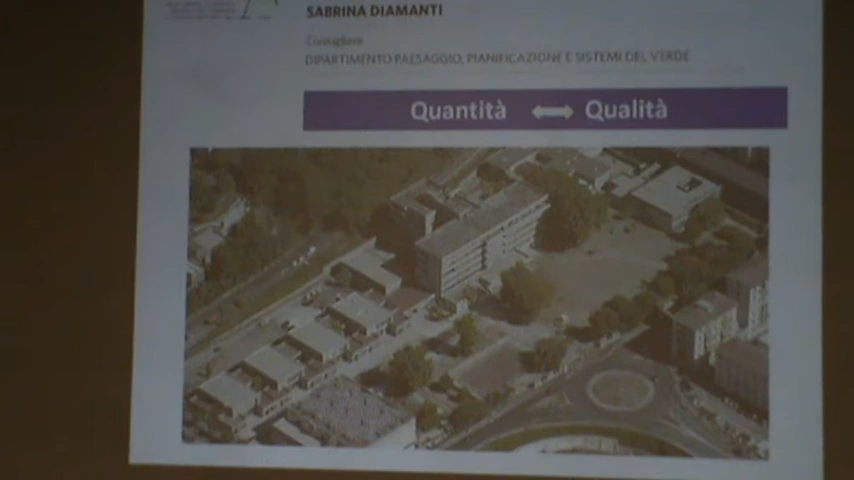 SABRINA DIAMANTI
Consigliere
DIPARTIMENTO PAESAGGIO, PIANIFICAZIONE E SISTEMI DEL VERDE
Quantità Qualità